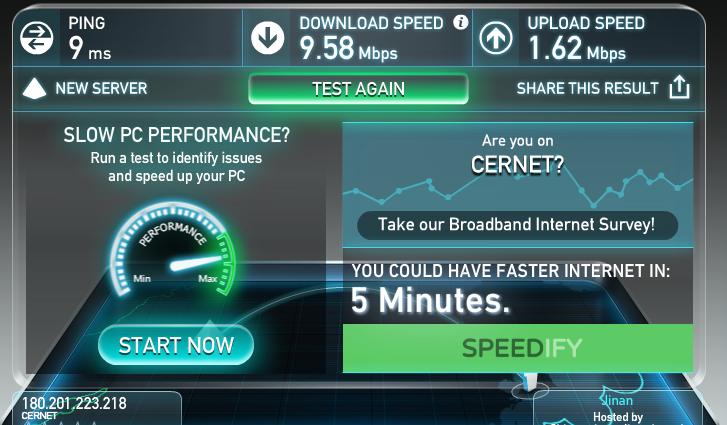 PING
9 ms
DOWNLOAD SPEED
9.58 Mbps
UPLOAD SPEED
1.62 Mbps
NEW SERVER
TEST AGAIN
SHARE THIS RESULT
SLOW PC PERFORMANCE?
Run a test to identify issues
and speed up your PC
PERFORMANCE
Min
Max
START NOW
Are you on
CERNET?
Take our Broadband Internet Survey!
YOU COULD HAVE FASTER INTERNET IN:
5 Minutes.
SPEEDIFY
180.201.223.218
CERNET
Jinan
Hosted by